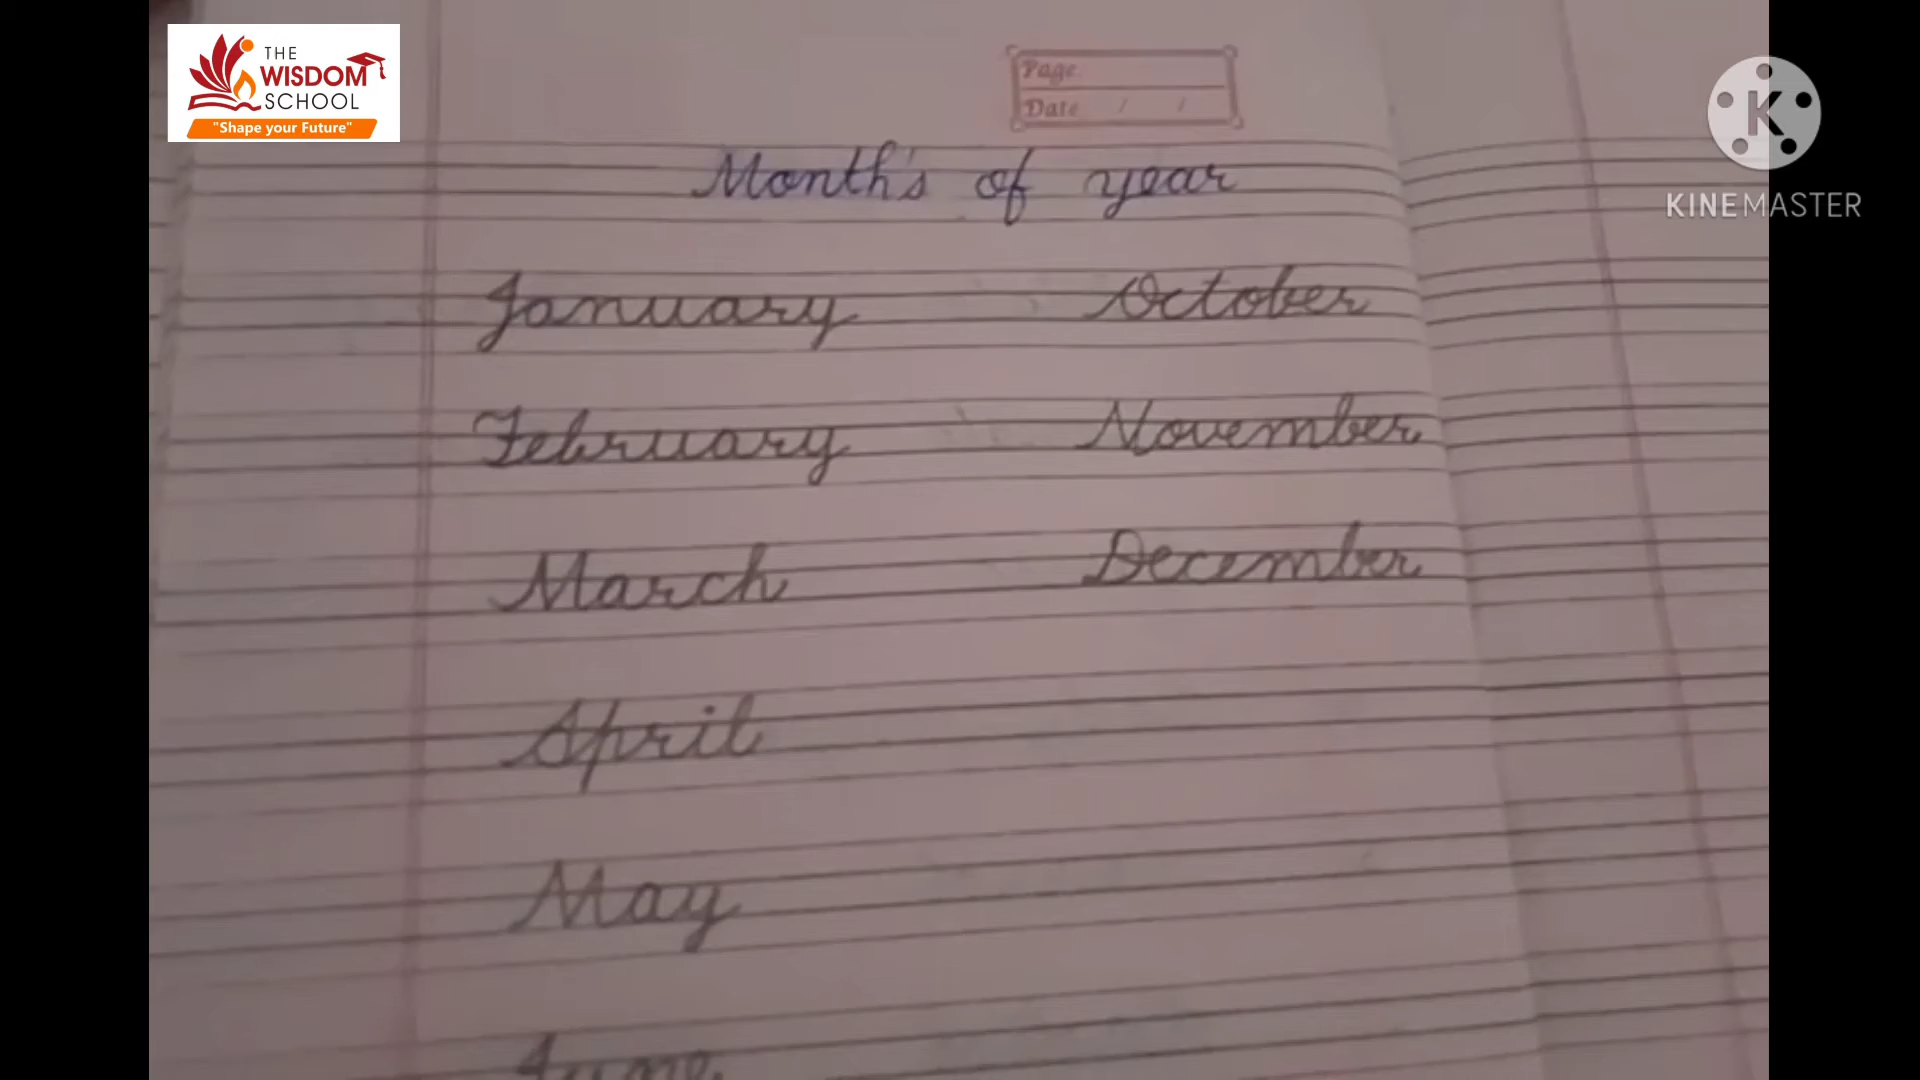 THE
WISDOM
SCHOOL
"Shape your Future"
Page
Date / /
K
KINEMASTER
Month's of year
January October
February November
March December
April
May
June